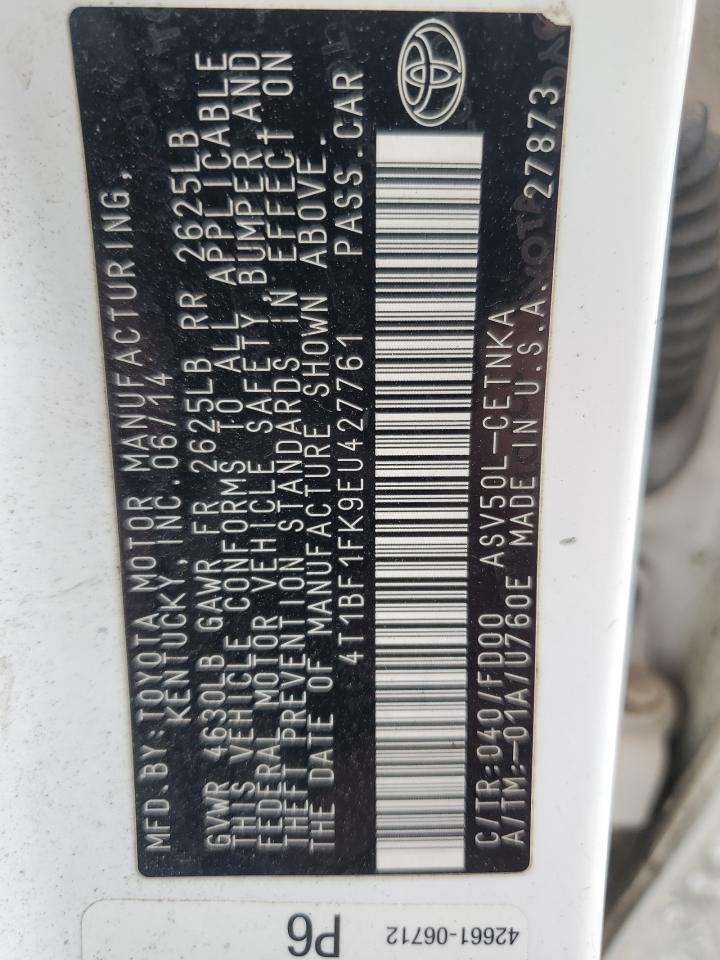 MFD.BY:TOYOTA MOTOR MANUFACTURING,
KENTUCKY, INC.06/14
GVWR 4630LB GAWR FR 2625LB RR 2625LB
THIS VEHICLE CONFORMS TO ALL APPLICABLE
FEDERAL MOTOR VEHICLE SAFETY, BUMPER AND
THEFT PREVENTION STANDARDS IN EFFECT ON
THE DATE OF MANUFACTURE SHOWN ABOVE.
4T1BF1FK9EU427761 PASS.CAR
C/TR:040/FD00 ASV50L-CETNKA
A/TM:-01A/U760E MADE IN U.S.A. 27873
P6
42661-06712